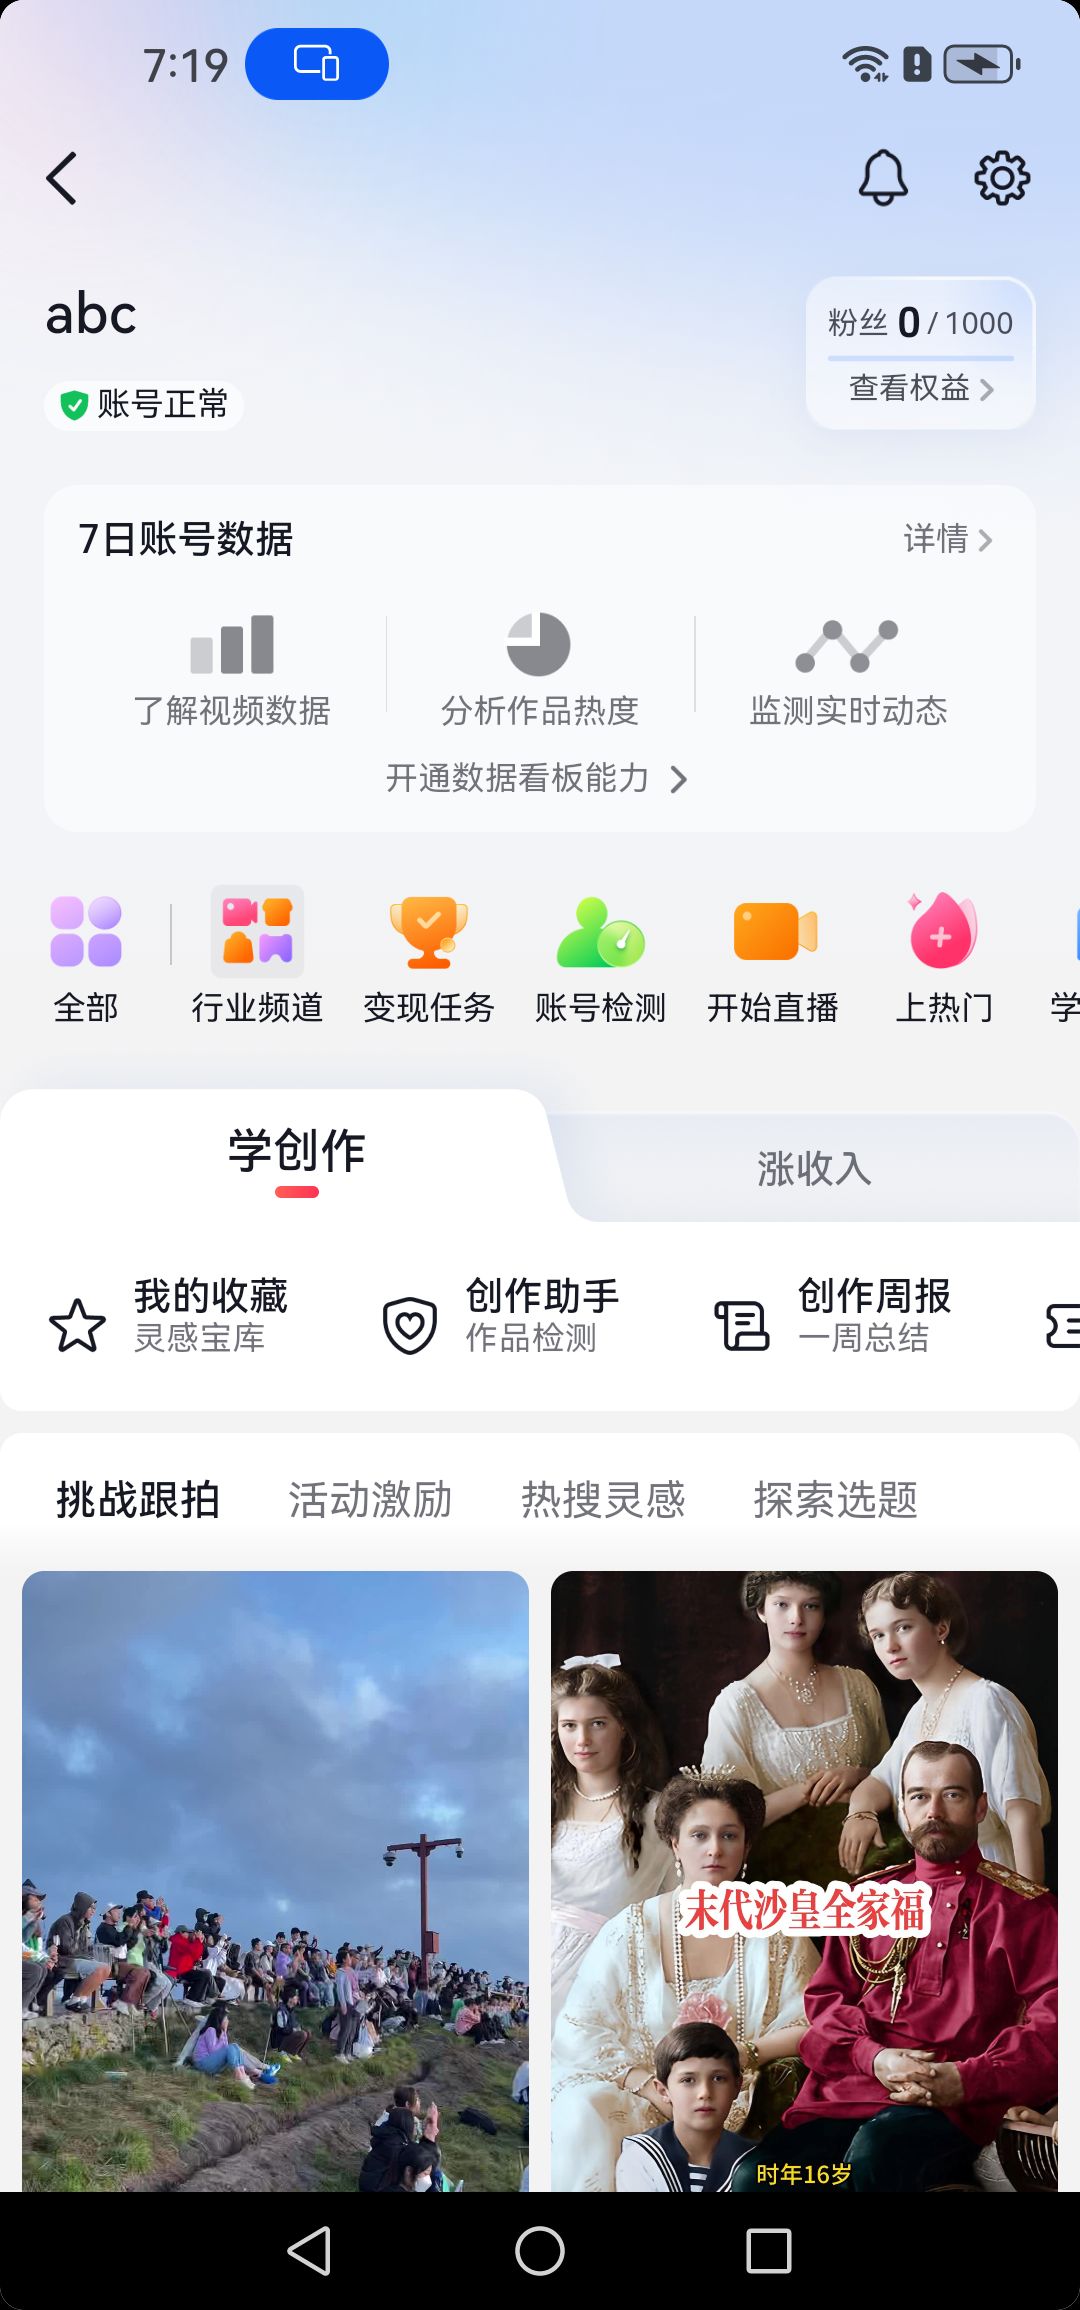 7:19
abc
粉丝 0 / 1000
账号正常
查看权益
7日账号数据
详情
了解视频数据
分析作品热度
监测实时动态
开通数据看板能力
全部
行业频道
变现任务
账号检测
开始直播
上热门
学
学创作
涨收入
我的收藏
灵感宝库
创作助手
作品检测
创作周报
一周总结
挑战跟拍
活动激励
热搜灵感
探索选题
末代沙皇全家福
时年16岁